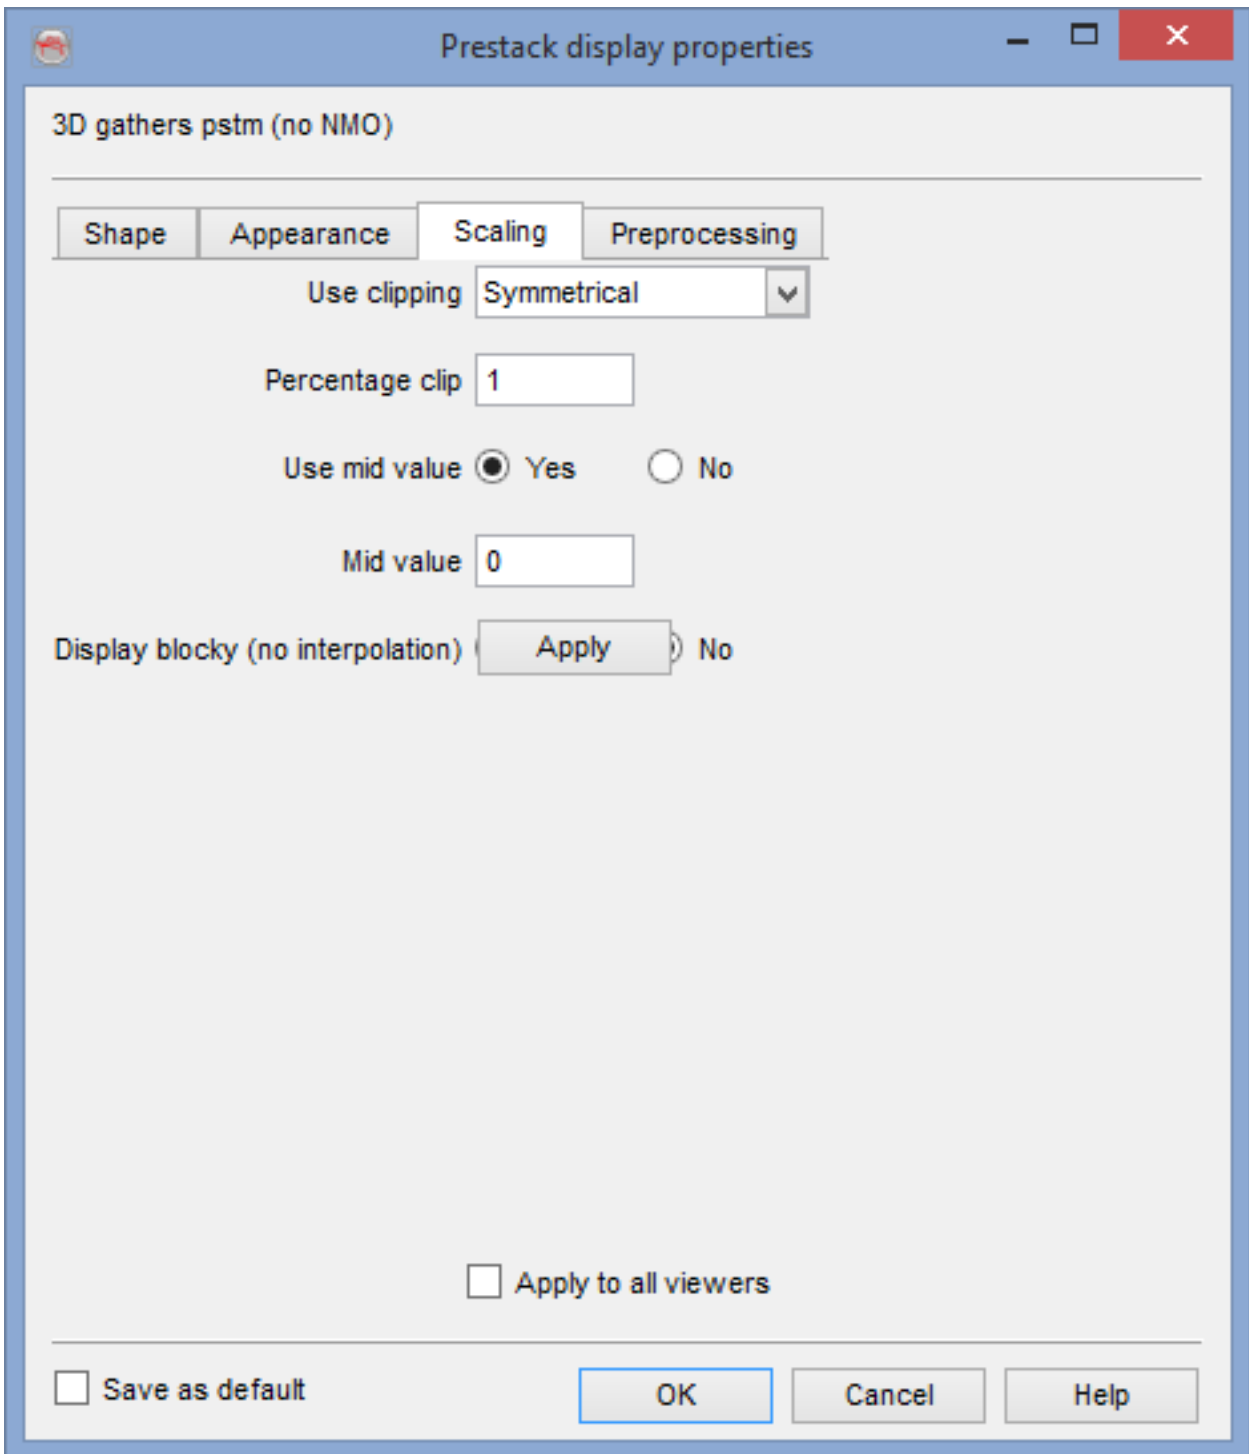 Prestack display properties
3D gathers pstm (no NMO)
Shape Appearance Scaling Preprocessing
Use clipping Symmetrical
Percentage clip 1
Use mid value Yes No
Mid value 0
Display blocky (no interpolation) Apply No
Apply to all viewers
Save as default OK Cancel Help